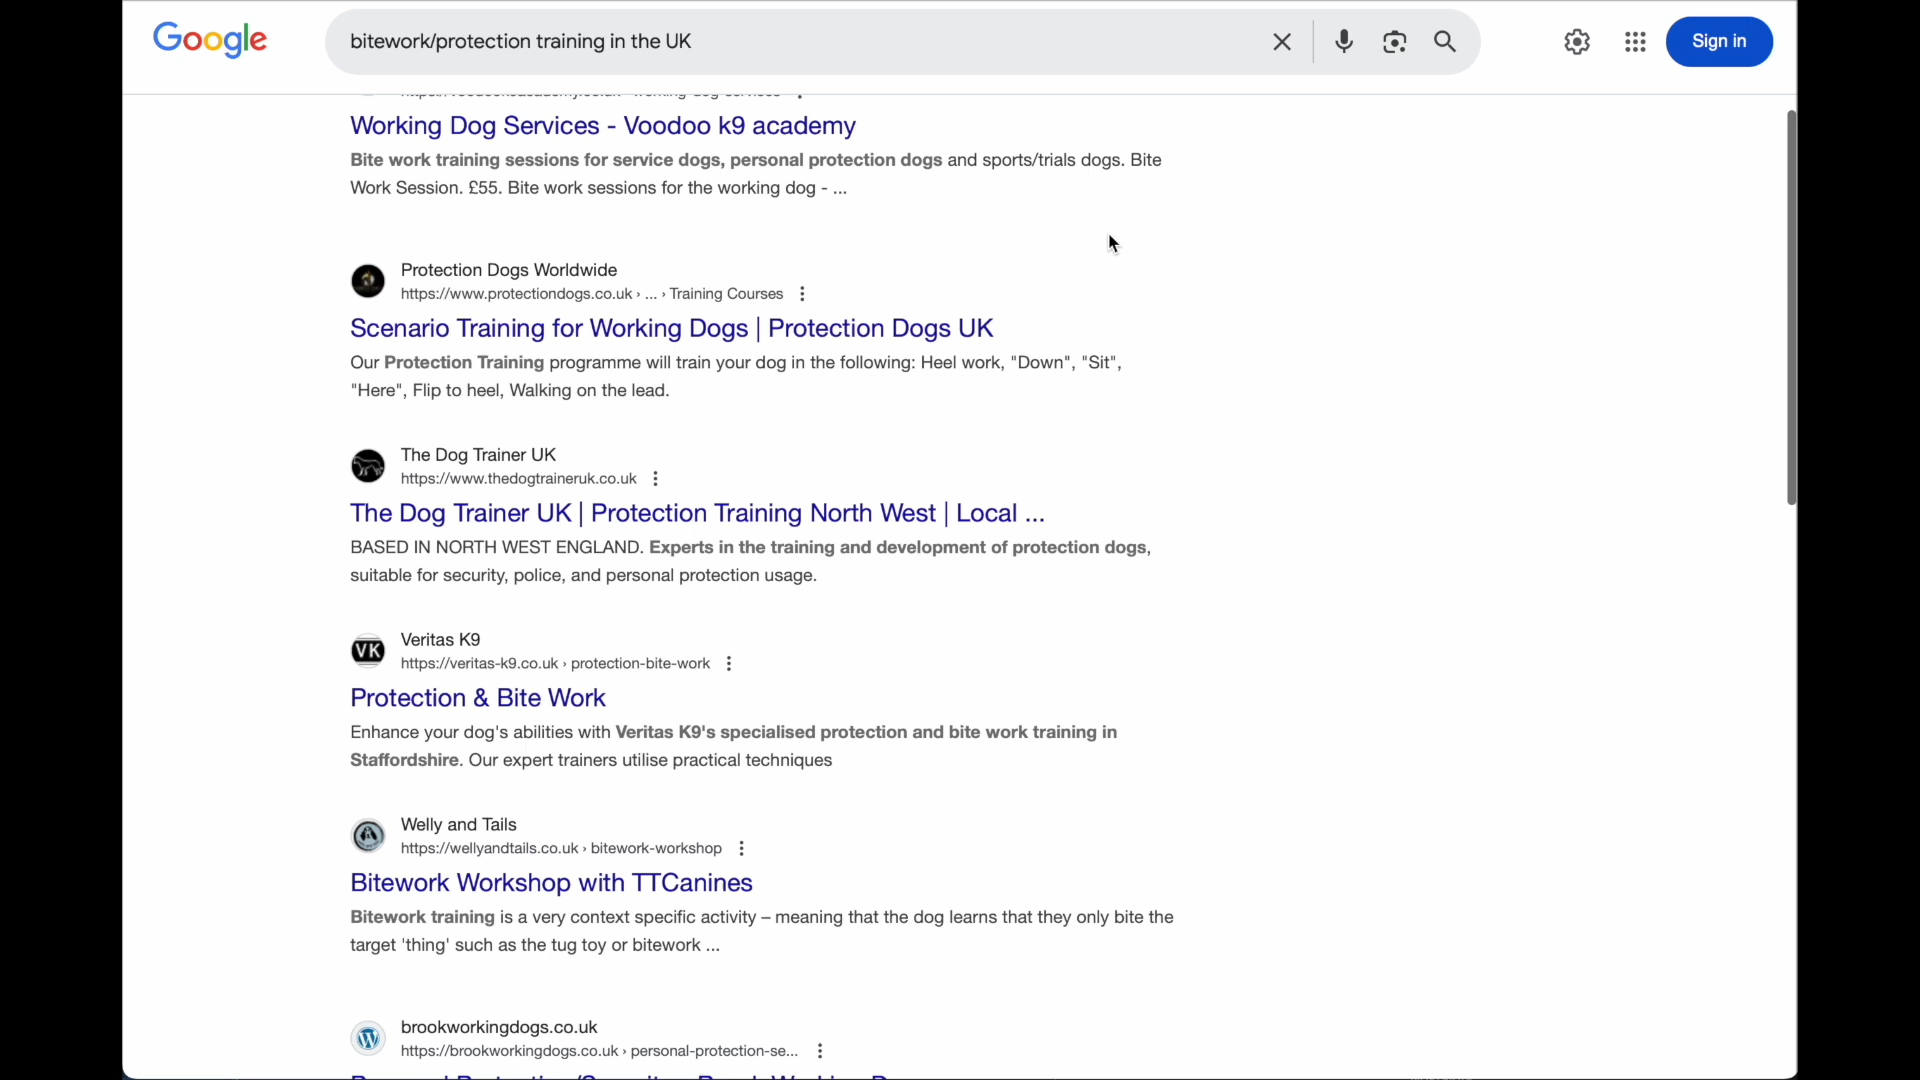 Google
bitework/protection training in the UK
Sign in
Working Dog Services - Voodoo k9 academy
Bite work training sessions for service dogs, personal protection dogs and sports/trials dogs. Bite
Work Session. £55. Bite work sessions for the working dog - ...
Protection Dogs Worldwide
https://www.protectiondogs.co.uk › ... › Training Courses
Scenario Training for Working Dogs | Protection Dogs UK
Our Protection Training programme will train your dog in the following: Heel work, "Down", "Sit",
"Here", Flip to heel, Walking on the lead.
The Dog Trainer UK
https://www.thedogtraineruk.co.uk
The Dog Trainer UK | Protection Training North West | Local ...
BASED IN NORTH WEST ENGLAND. Experts in the training and development of protection dogs,
suitable for security, police, and personal protection usage.
VK
Veritas K9
https://veritas-k9.co.uk › protection-bite-work
Protection & Bite Work
Enhance your dog's abilities with Veritas K9's specialised protection and bite work training in
Staffordshire. Our expert trainers utilise practical techniques
Welly and Tails
https://wellyandtails.co.uk › bitework-workshop
Bitework Workshop with TTCanines
Bitework training is a very context specific activity – meaning that the dog learns that they only bite the
target 'thing' such as the tug toy or bitework ...
brookworkingdogs.co.uk
https://brookworkingdogs.co.uk › personal-protection-se...